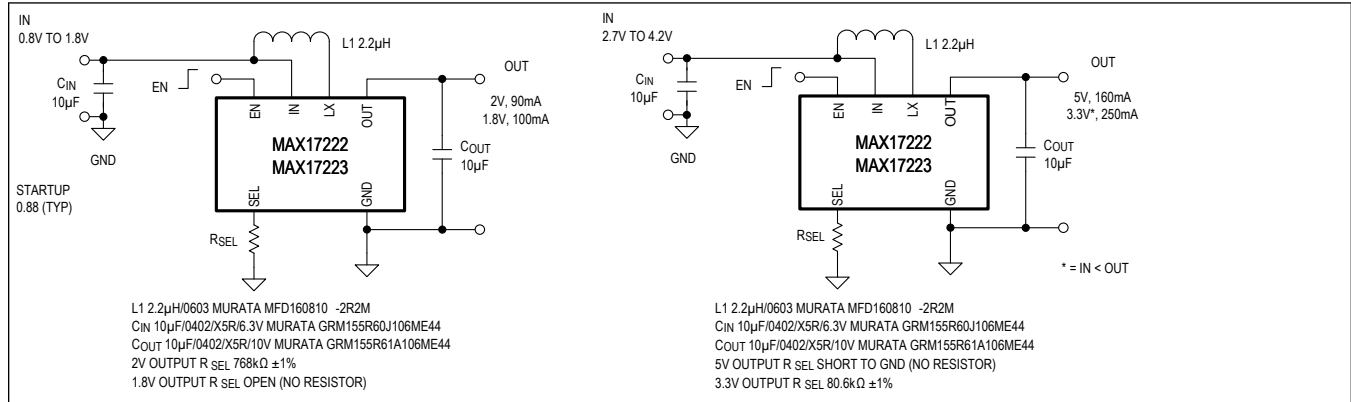 IN
0.8V TO 1.8V
L1 2.2µH
CIN
10µF
EN
OUT
EN
IN
LX
OUT
2V, 90mA
1.8V, 100mA
MAX17222
MAX17223
COUT
10µF
GND
SEL
GND
STARTUP
0.88 (TYP)
RSEL
L1 2.2µH/0603 MURATA MFD160810 -2R2M
CIN 10µF/0402/X5R/6.3V MURATA GRM155R60J106ME44
COUT 10µF/0402/X5R/10V MURATA GRM155R61A106ME44
2V OUTPUT R SEL 768kΩ ±1%
1.8V OUTPUT R SEL OPEN (NO RESISTOR)
IN
2.7V TO 4.2V
L1 2.2µH
CIN
10µF
EN
OUT
EN
IN
LX
OUT
5V, 160mA
3.3V*, 250mA
MAX17222
MAX17223
COUT
10µF
GND
SEL
GND
RSEL
* = IN < OUT
L1 2.2µH/0603 MURATA MFD160810 -2R2M
CIN 10µF/0402/X5R/6.3V MURATA GRM155R60J106ME44
COUT 10µF/0402/X5R/10V MURATA GRM155R61A106ME44
5V OUTPUT R SEL SHORT TO GND (NO RESISTOR)
3.3V OUTPUT R SEL 80.6kΩ ±1%